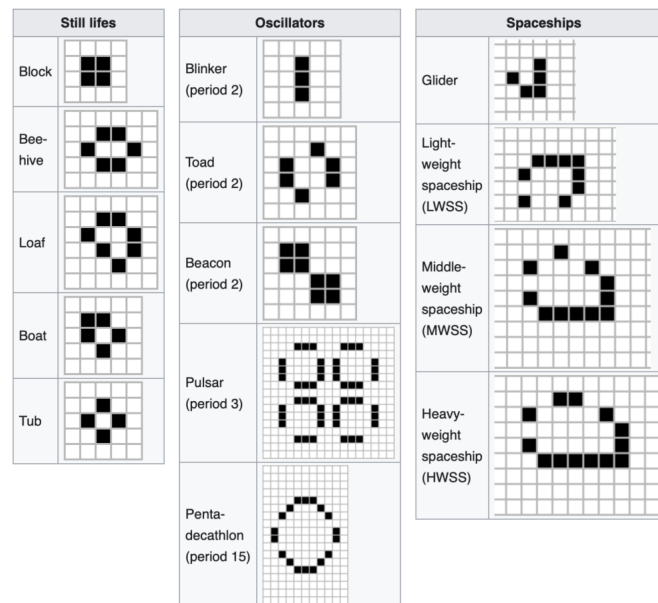 Still lifes
Block
Bee-
hive
Loaf
Boat
Tub
Oscillators
Blinker
(period 2)
Toad
(period 2)
Beacon
(period 2)
Pulsar
(period 3)
Penta-
decathlon
(period 15)
Spaceships
Glider
Light-
weight
spaceship
(LWSS)
Middle-
weight
spaceship
(MWSS)
Heavy-
weight
spaceship
(HWSS)